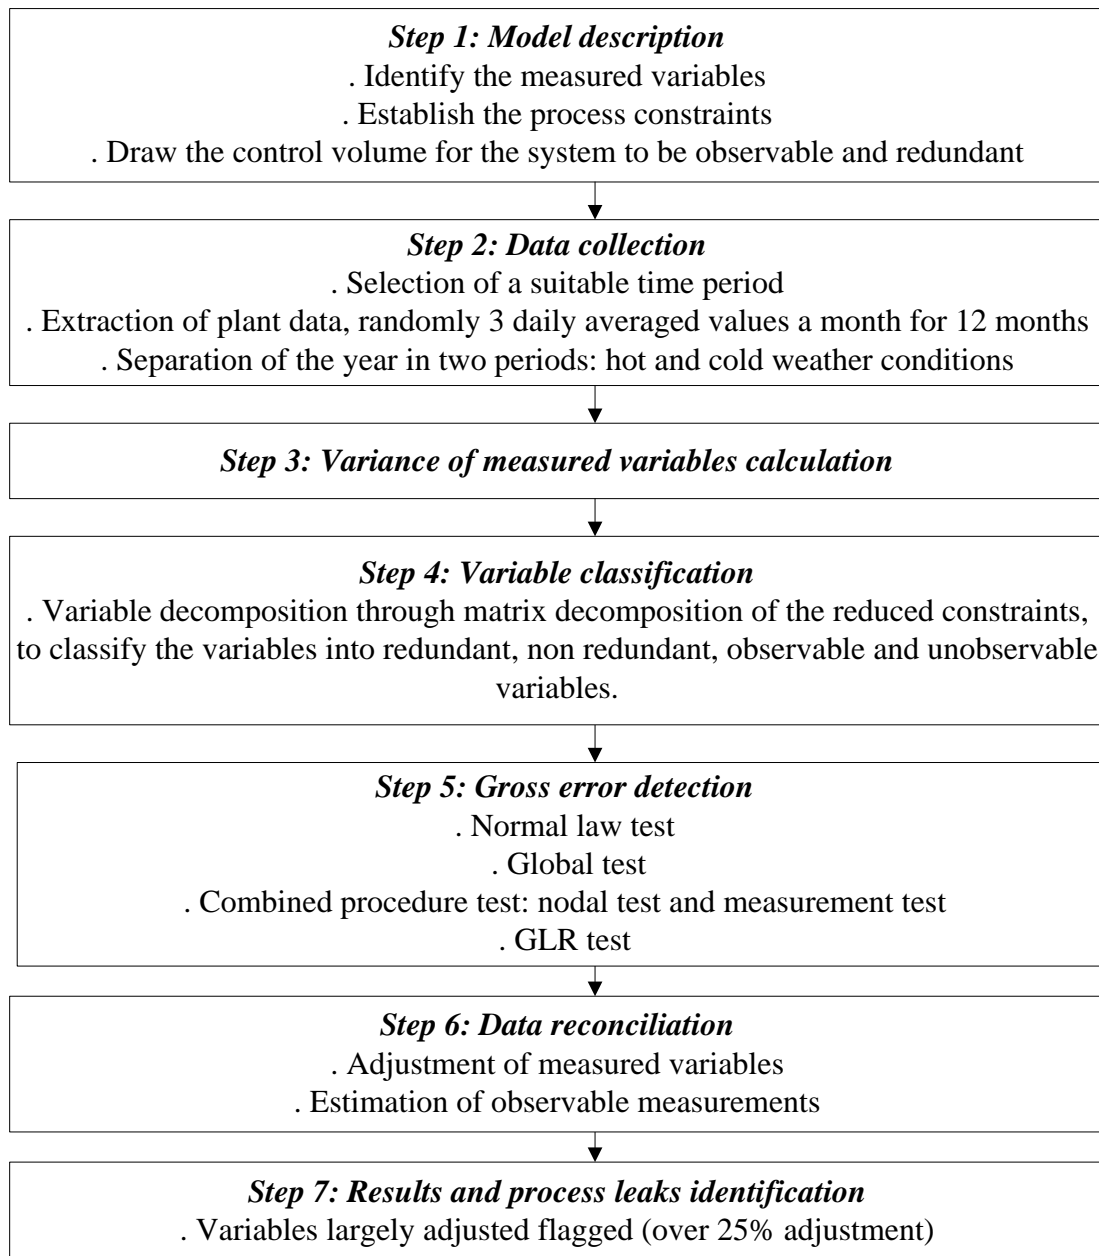 Step 1: Model description
. Identify the measured variables
. Establish the process constraints
. Draw the control volume for the system to be observable and redundant
Step 2: Data collection
. Selection of a suitable time period
. Extraction of plant data, randomly 3 daily averaged values a month for 12 months
. Separation of the year in two periods: hot and cold weather conditions
Step 3: Variance of measured variables calculation
Step 4: Variable classification
. Variable decomposition through matrix decomposition of the reduced constraints,
to classify the variables into redundant, non redundant, observable and unobservable
variables.
Step 5: Gross error detection
. Normal law test
. Global test
. Combined procedure test: nodal test and measurement test
. GLR test
Step 6: Data reconciliation
. Adjustment of measured variables
. Estimation of observable measurements
Step 7: Results and process leaks identification
. Variables largely adjusted flagged (over 25% adjustment)